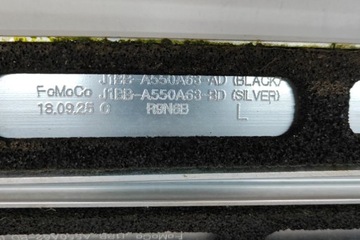 J1BB-A550A63-AD (BLACK)
FoMoCo J1BB-A550A63-BD (SILVER)
18.09.25 C R9N6B L